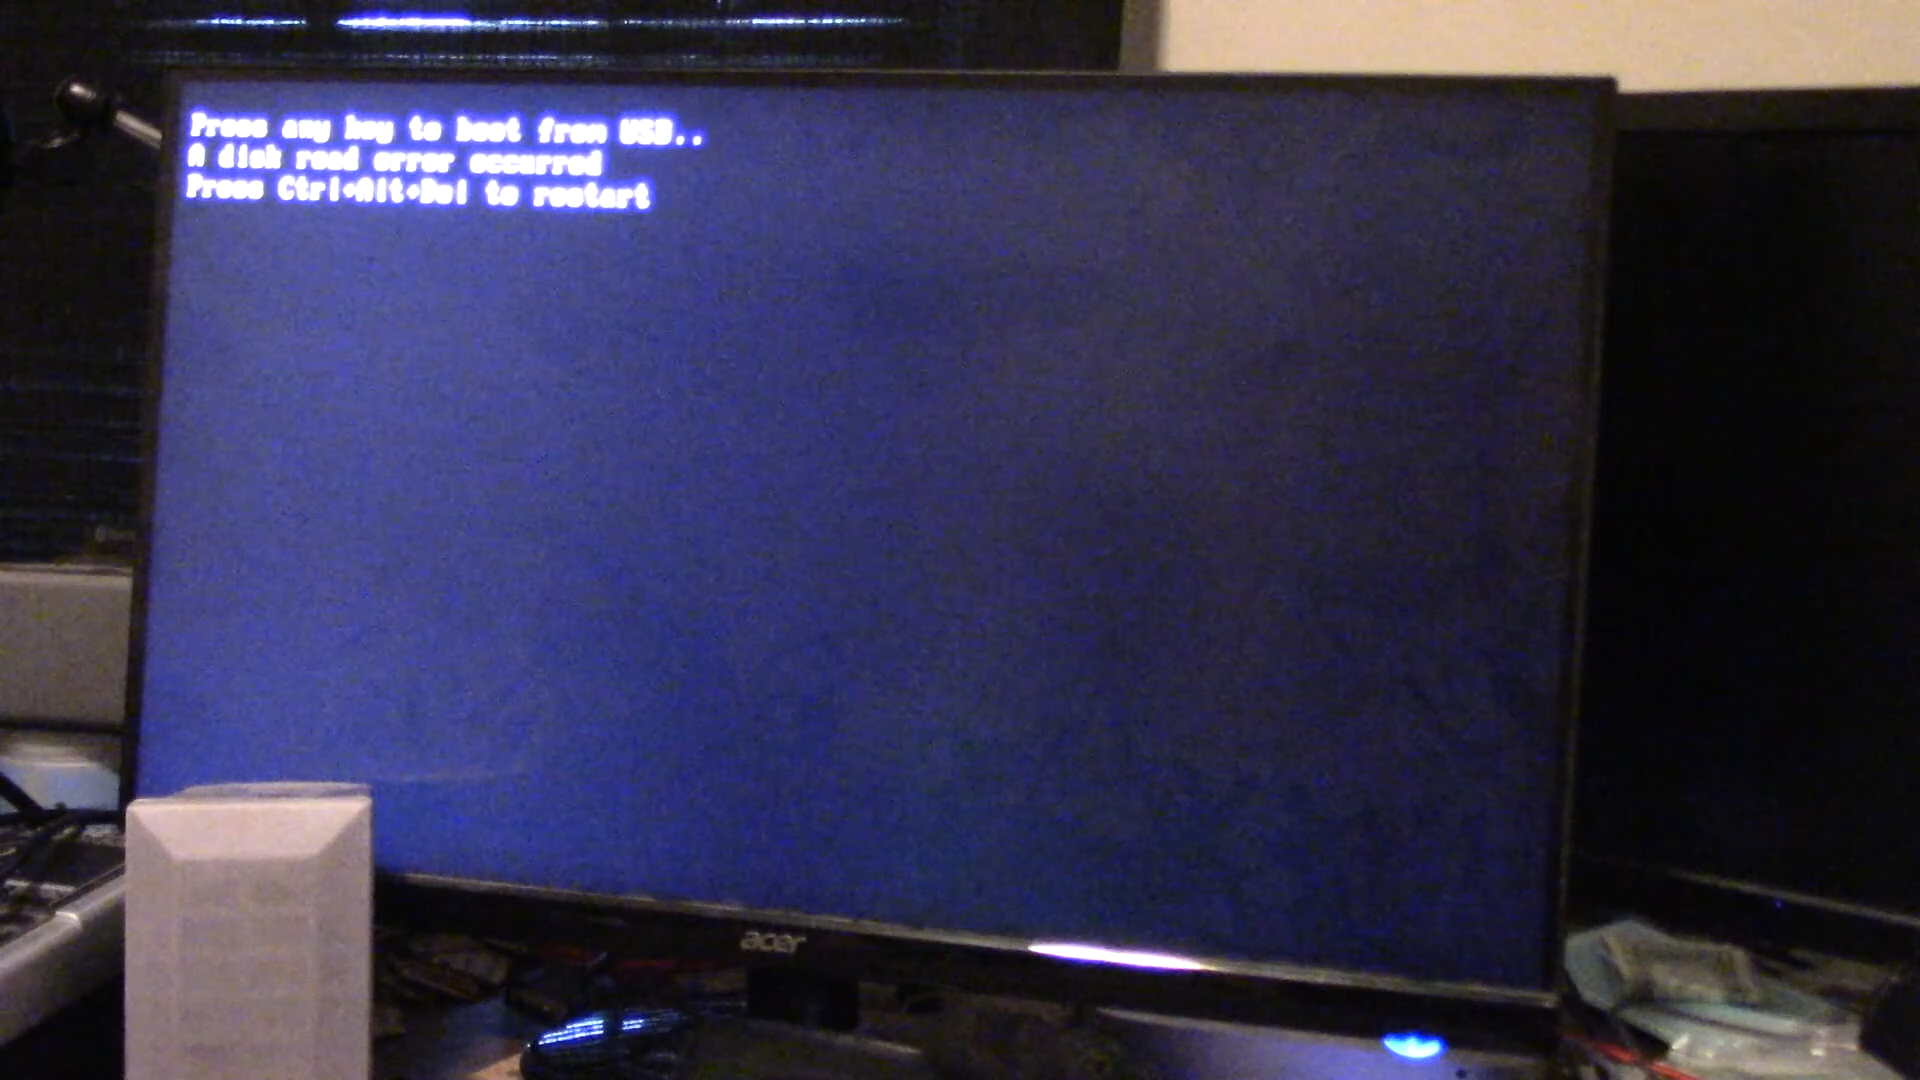 Press any key to boot from USB..
A disk read error occurred
Press Ctrl+Alt+Del to restart
acer